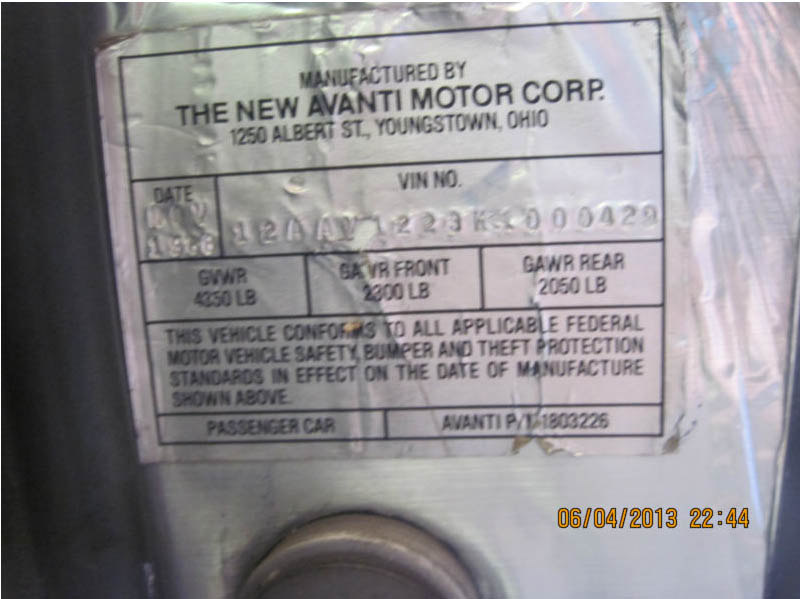 MANUFACTURED BY
THE NEW AVANTI MOTOR CORP.
1250 ALBERT ST., YOUNGSTOWN, OHIO
DATE
VIN NO.
12AAV1223K1000429
GVWR
4350 LB
GAWR FRONT
2300 LB
GAWR REAR
2050 LB
THIS VEHICLE CONFORMS TO ALL APPLICABLE FEDERAL
MOTOR VEHICLE SAFETY, BUMPER AND THEFT PROTECTION
STANDARDS IN EFFECT ON THE DATE OF MANUFACTURE
SHOWN ABOVE.
PASSENGER CAR
AVANTI P/N 1803226
06/04/2013 22:44